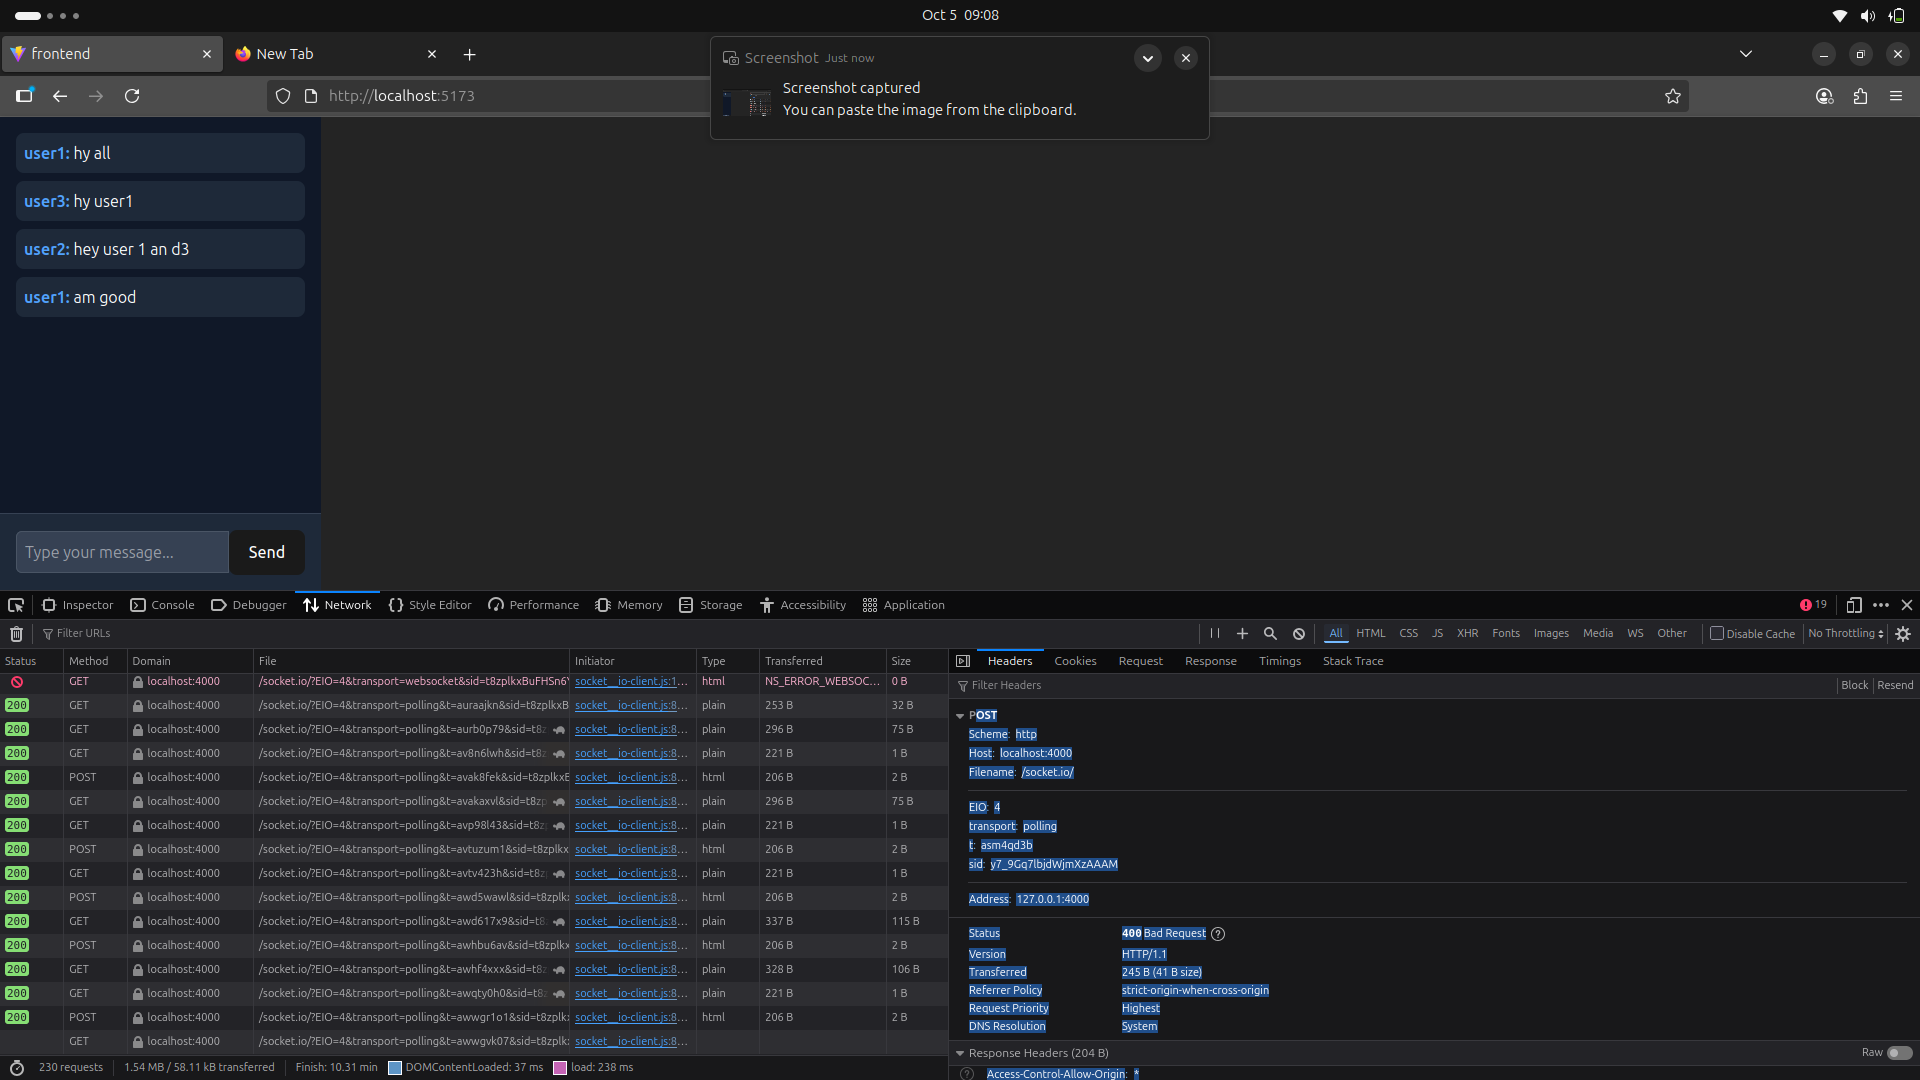 Oct 5 09:08
frontend
New Tab
Screenshot Just now
Screenshot captured
You can paste the image from the clipboard.
http://localhost:5173
user1: hy all
user3: hy user1
user2: hey user 1 an d3
user1: am good
Type your message...
Send
Inspector Console Debugger Network Style Editor Performance Memory Storage Accessibility Application 19
Filter URLs
All HTML CSS JS XHR Fonts Images Media WS Other Disable Cache No Throttling
Status Method Domain File Initiator Type Transferred Size
GET localhost:4000 /socket.io/?EIO=4&transport=websocket&sid=t8zplkxBuFHSn6Y socket__io-client.js:1... html NS_ERROR_WEBSOC... 0 B
200 GET localhost:4000 /socket.io/?EIO=4&transport=polling&t=auraajkn&sid=t8zplkxB socket__io-client.js:8... plain 253 B 32 B
200 GET localhost:4000 /socket.io/?EIO=4&transport=polling&t=aurb0p79&sid=t8z socket__io-client.js:8... plain 296 B 75 B
200 GET localhost:4000 /socket.io/?EIO=4&transport=polling&t=av8n6lwh&sid=t8z socket__io-client.js:8... plain 221 B 1 B
200 POST localhost:4000 /socket.io/?EIO=4&transport=polling&t=avak8fek&sid=t8zplkxB socket__io-client.js:8... html 206 B 2 B
200 GET localhost:4000 /socket.io/?EIO=4&transport=polling&t=avakaxvl&sid=t8zp socket__io-client.js:8... plain 296 B 75 B
200 GET localhost:4000 /socket.io/?EIO=4&transport=polling&t=avp98l43&sid=t8z socket__io-client.js:8... plain 221 B 1 B
200 POST localhost:4000 /socket.io/?EIO=4&transport=polling&t=avtuzum1&sid=t8zplkx socket__io-client.js:8... html 206 B 2 B
200 GET localhost:4000 /socket.io/?EIO=4&transport=polling&t=avtv423h&sid=t8z socket__io-client.js:8... plain 221 B 1 B
200 POST localhost:4000 /socket.io/?EIO=4&transport=polling&t=awd5wawl&sid=t8zplkx socket__io-client.js:8... html 206 B 2 B
200 GET localhost:4000 /socket.io/?EIO=4&transport=polling&t=awd617x9&sid=t8 socket__io-client.js:8... plain 337 B 115 B
200 POST localhost:4000 /socket.io/?EIO=4&transport=polling&t=awhbu6av&sid=t8zplkx socket__io-client.js:8... html 206 B 2 B
200 GET localhost:4000 /socket.io/?EIO=4&transport=polling&t=awhf4xxx&sid=t8z socket__io-client.js:8... plain 328 B 106 B
200 GET localhost:4000 /socket.io/?EIO=4&transport=polling&t=awqty0h0&sid=t8 socket__io-client.js:8... plain 221 B 1 B
200 POST localhost:4000 /socket.io/?EIO=4&transport=polling&t=awwgr1o1&sid=t8zplk socket__io-client.js:8... html 206 B 2 B
GET localhost:4000 /socket.io/?EIO=4&transport=polling&t=awwgvk07&sid=t8zplk socket__io-client.js:8...
230 requests 1.54 MB / 58.11 kB transferred Finish: 10.31 min DOMContentLoaded: 37 ms load: 238 ms
Headers Cookies Request Response Timings Stack Trace
Filter Headers Block Resend
POST
Scheme: http
Host: localhost:4000
Filename: /socket.io/
EIO: 4
transport: polling
t: asm4qd3b
sid: y7_9Gq7lbjdWjmXzAAAM
Address: 127.0.0.1:4000
Status 400 Bad Request
Version HTTP/1.1
Transferred 245 B (41 B size)
Referrer Policy strict-origin-when-cross-origin
Request Priority Highest
DNS Resolution System
Response Headers (204 B) Raw
Access-Control-Allow-Origin: *